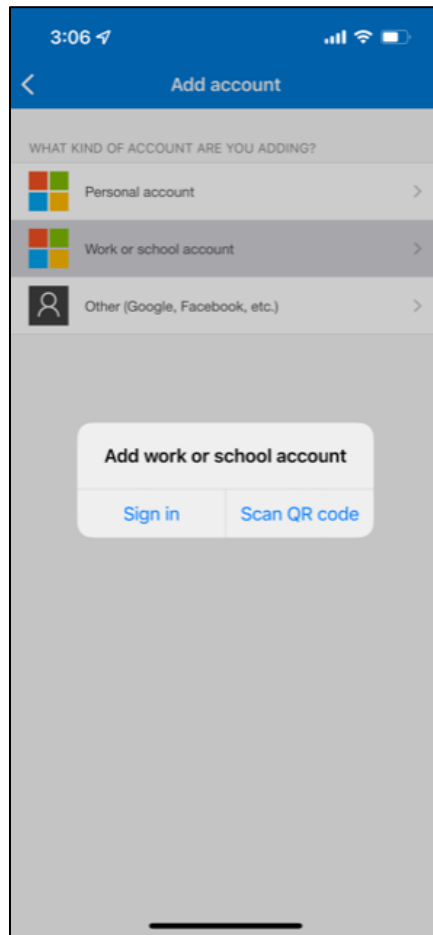 3:06
Add account
WHAT KIND OF ACCOUNT ARE YOU ADDING?
Personal account
Work or school account
Other (Google, Facebook, etc.)
Add work or school account
Sign in Scan QR code